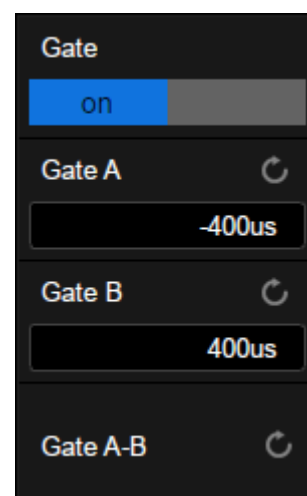 Gate
on
Gate A
-400us
Gate B
400us
Gate A-B